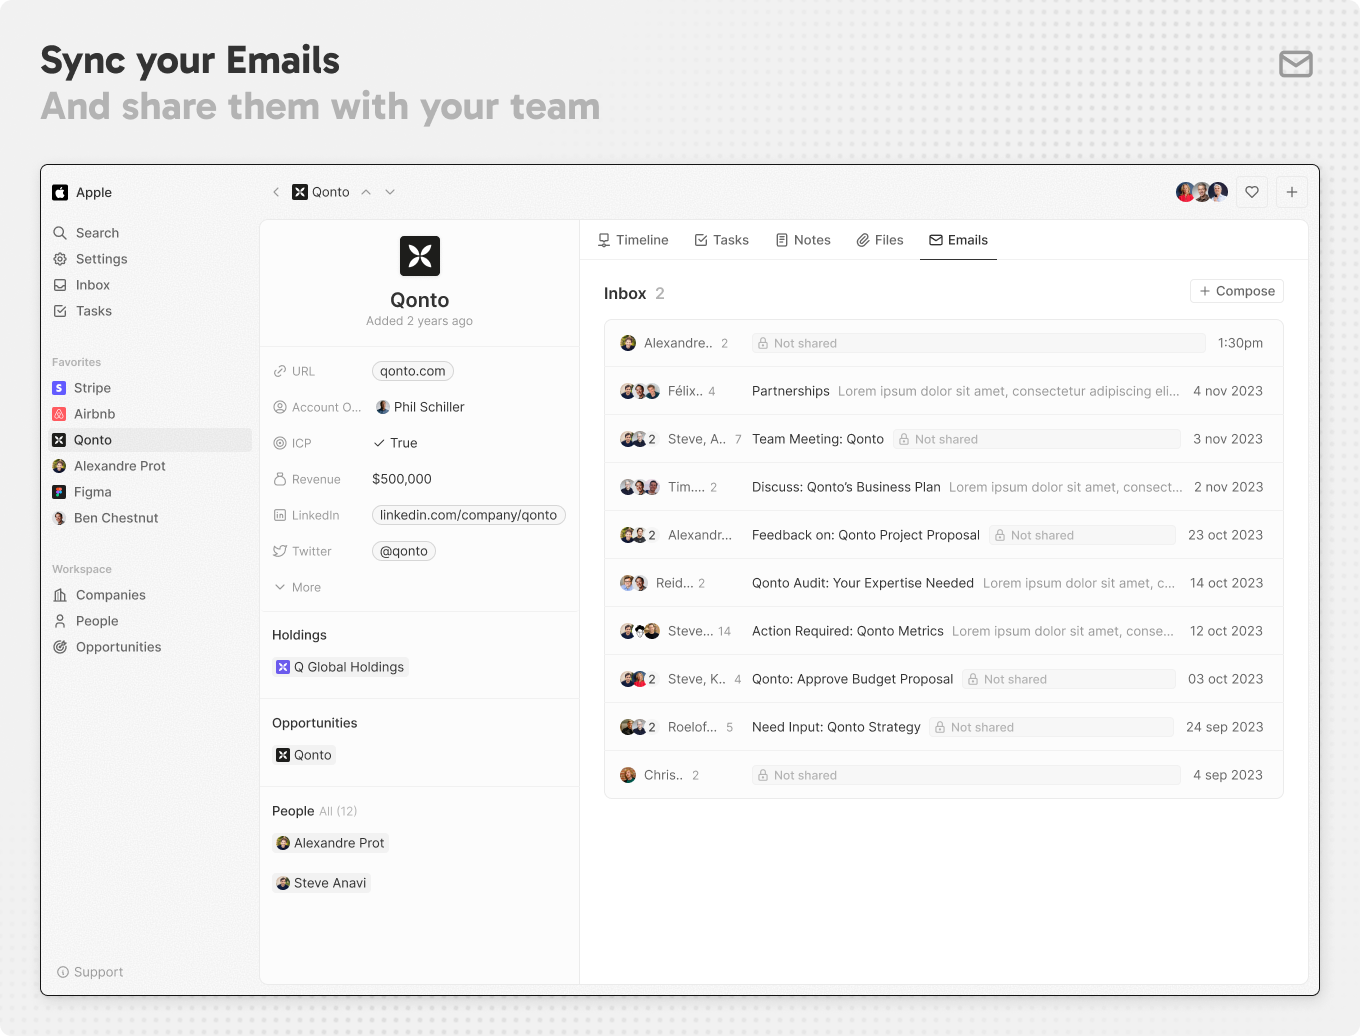 Sync your Emails
And share them with your team
Apple
Search
Settings
Inbox
Tasks
Favorites
Stripe
Airbnb
Qonto
Alexandre Prot
Figma
Ben Chestnut
Workspace
Companies
People
Opportunities
Support
Qonto
Qonto
Added 2 years ago
URL qonto.com
Account O... Phil Schiller
ICP True
Revenue $500,000
LinkedIn linkedin.com/company/qonto
Twitter @qonto
More
Holdings
Q Global Holdings
Opportunities
Qonto
People All (12)
Alexandre Prot
Steve Anavi
Timeline Tasks Notes Files Emails
Inbox 2
+ Compose
Alexandre.. 2 Not shared 1:30pm
Félix.. 4 Partnerships Lorem ipsum dolor sit amet, consectetur adipiscing eli... 4 nov 2023
2 Steve, A.. 7 Team Meeting: Qonto Not shared 3 nov 2023
Tim.... 2 Discuss: Qonto’s Business Plan Lorem ipsum dolor sit amet, consect... 2 nov 2023
2 Alexandr... Feedback on: Qonto Project Proposal Not shared 23 oct 2023
Reid... 2 Qonto Audit: Your Expertise Needed Lorem ipsum dolor sit amet, c... 14 oct 2023
Steve... 14 Action Required: Qonto Metrics Lorem ipsum dolor sit amet, conse... 12 oct 2023
2 Steve, K.. 4 Qonto: Approve Budget Proposal Not shared 03 oct 2023
2 Roelof... 5 Need Input: Qonto Strategy Not shared 24 sep 2023
Chris.. 2 Not shared 4 sep 2023